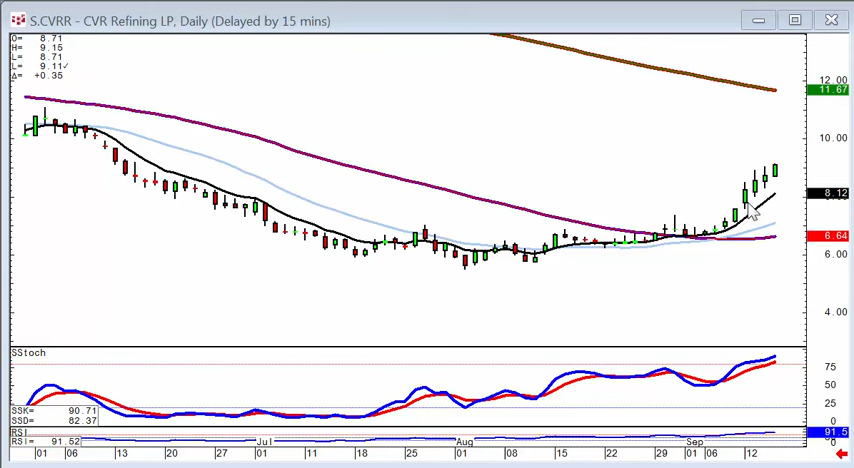 S.CVRR - CVR Refining LP, Daily (Delayed by 15 mins)
O= 8.71
H= 9.15
L= 8.71
L= 9.11✓
Δ= +0.35
12.00
11.67
10.00
8.12
6.64
6.00
4.00
SStoch
75
50
25
0
SSK= 90.71
SSD= 82.37
RSI
RSI= 91.52
91.5
0
01 06 13 20 27 Jul 11 18 25 Aug 08 15 22 29 Sep 01 06 12